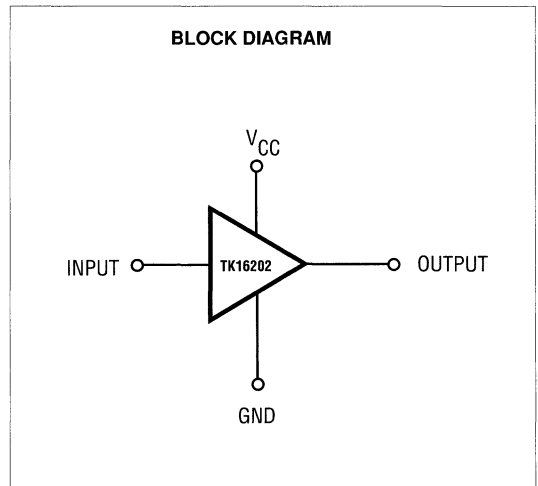 BLOCK DIAGRAM
VCC
INPUT
TK16202
OUTPUT
GND